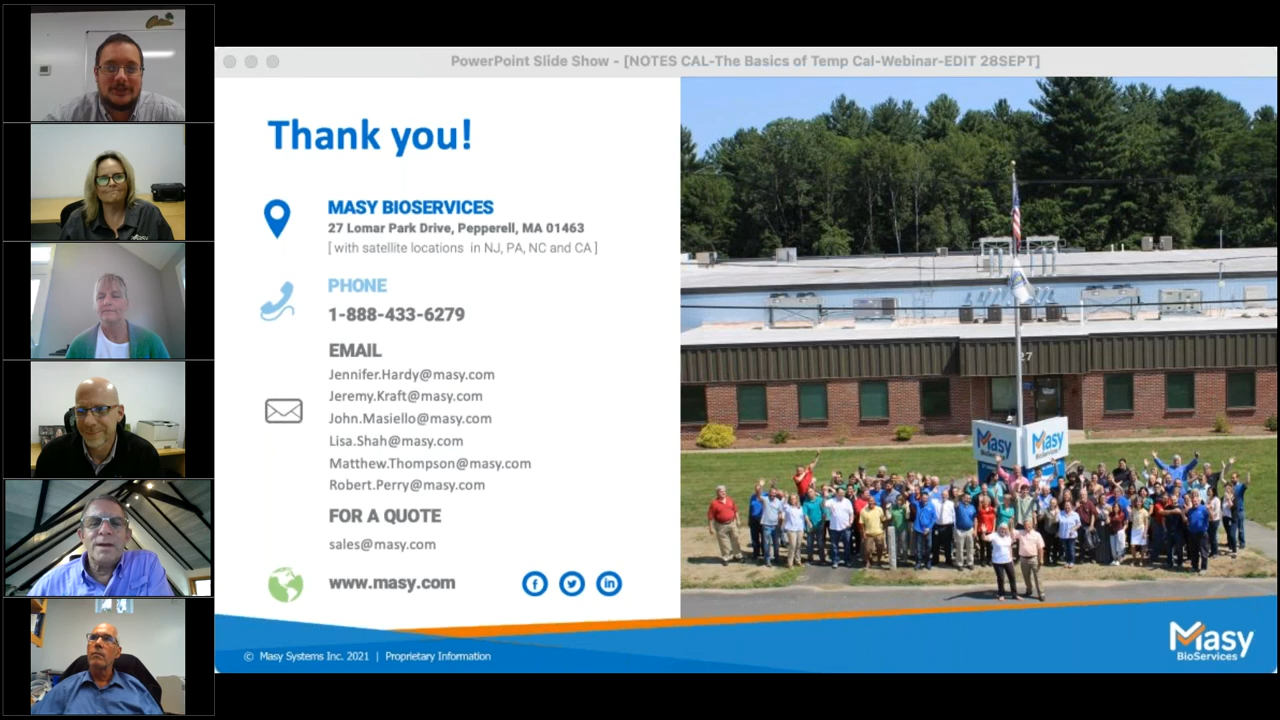 PowerPoint Slide Show - [NOTES CAL-The Basics of Temp Cal-Webinar-EDIT 28SEPT]
Thank you!
MASY BIOSERVICES
27 Lomar Park Drive, Pepperell, MA 01463
[ with satellite locations in NJ, PA, NC and CA ]
PHONE
1-888-433-6279
EMAIL
Jennifer.Hardy@masy.com
Jeremy.Kraft@masy.com
John.Masiello@masy.com
Lisa.Shah@masy.com
Matthew.Thompson@masy.com
Robert.Perry@masy.com
FOR A QUOTE
sales@masy.com
www.masy.com
27
Masy
BioServices
Masy
BioServices
© Masy Systems Inc. 2021 | Proprietary Information
Masy
BioServices